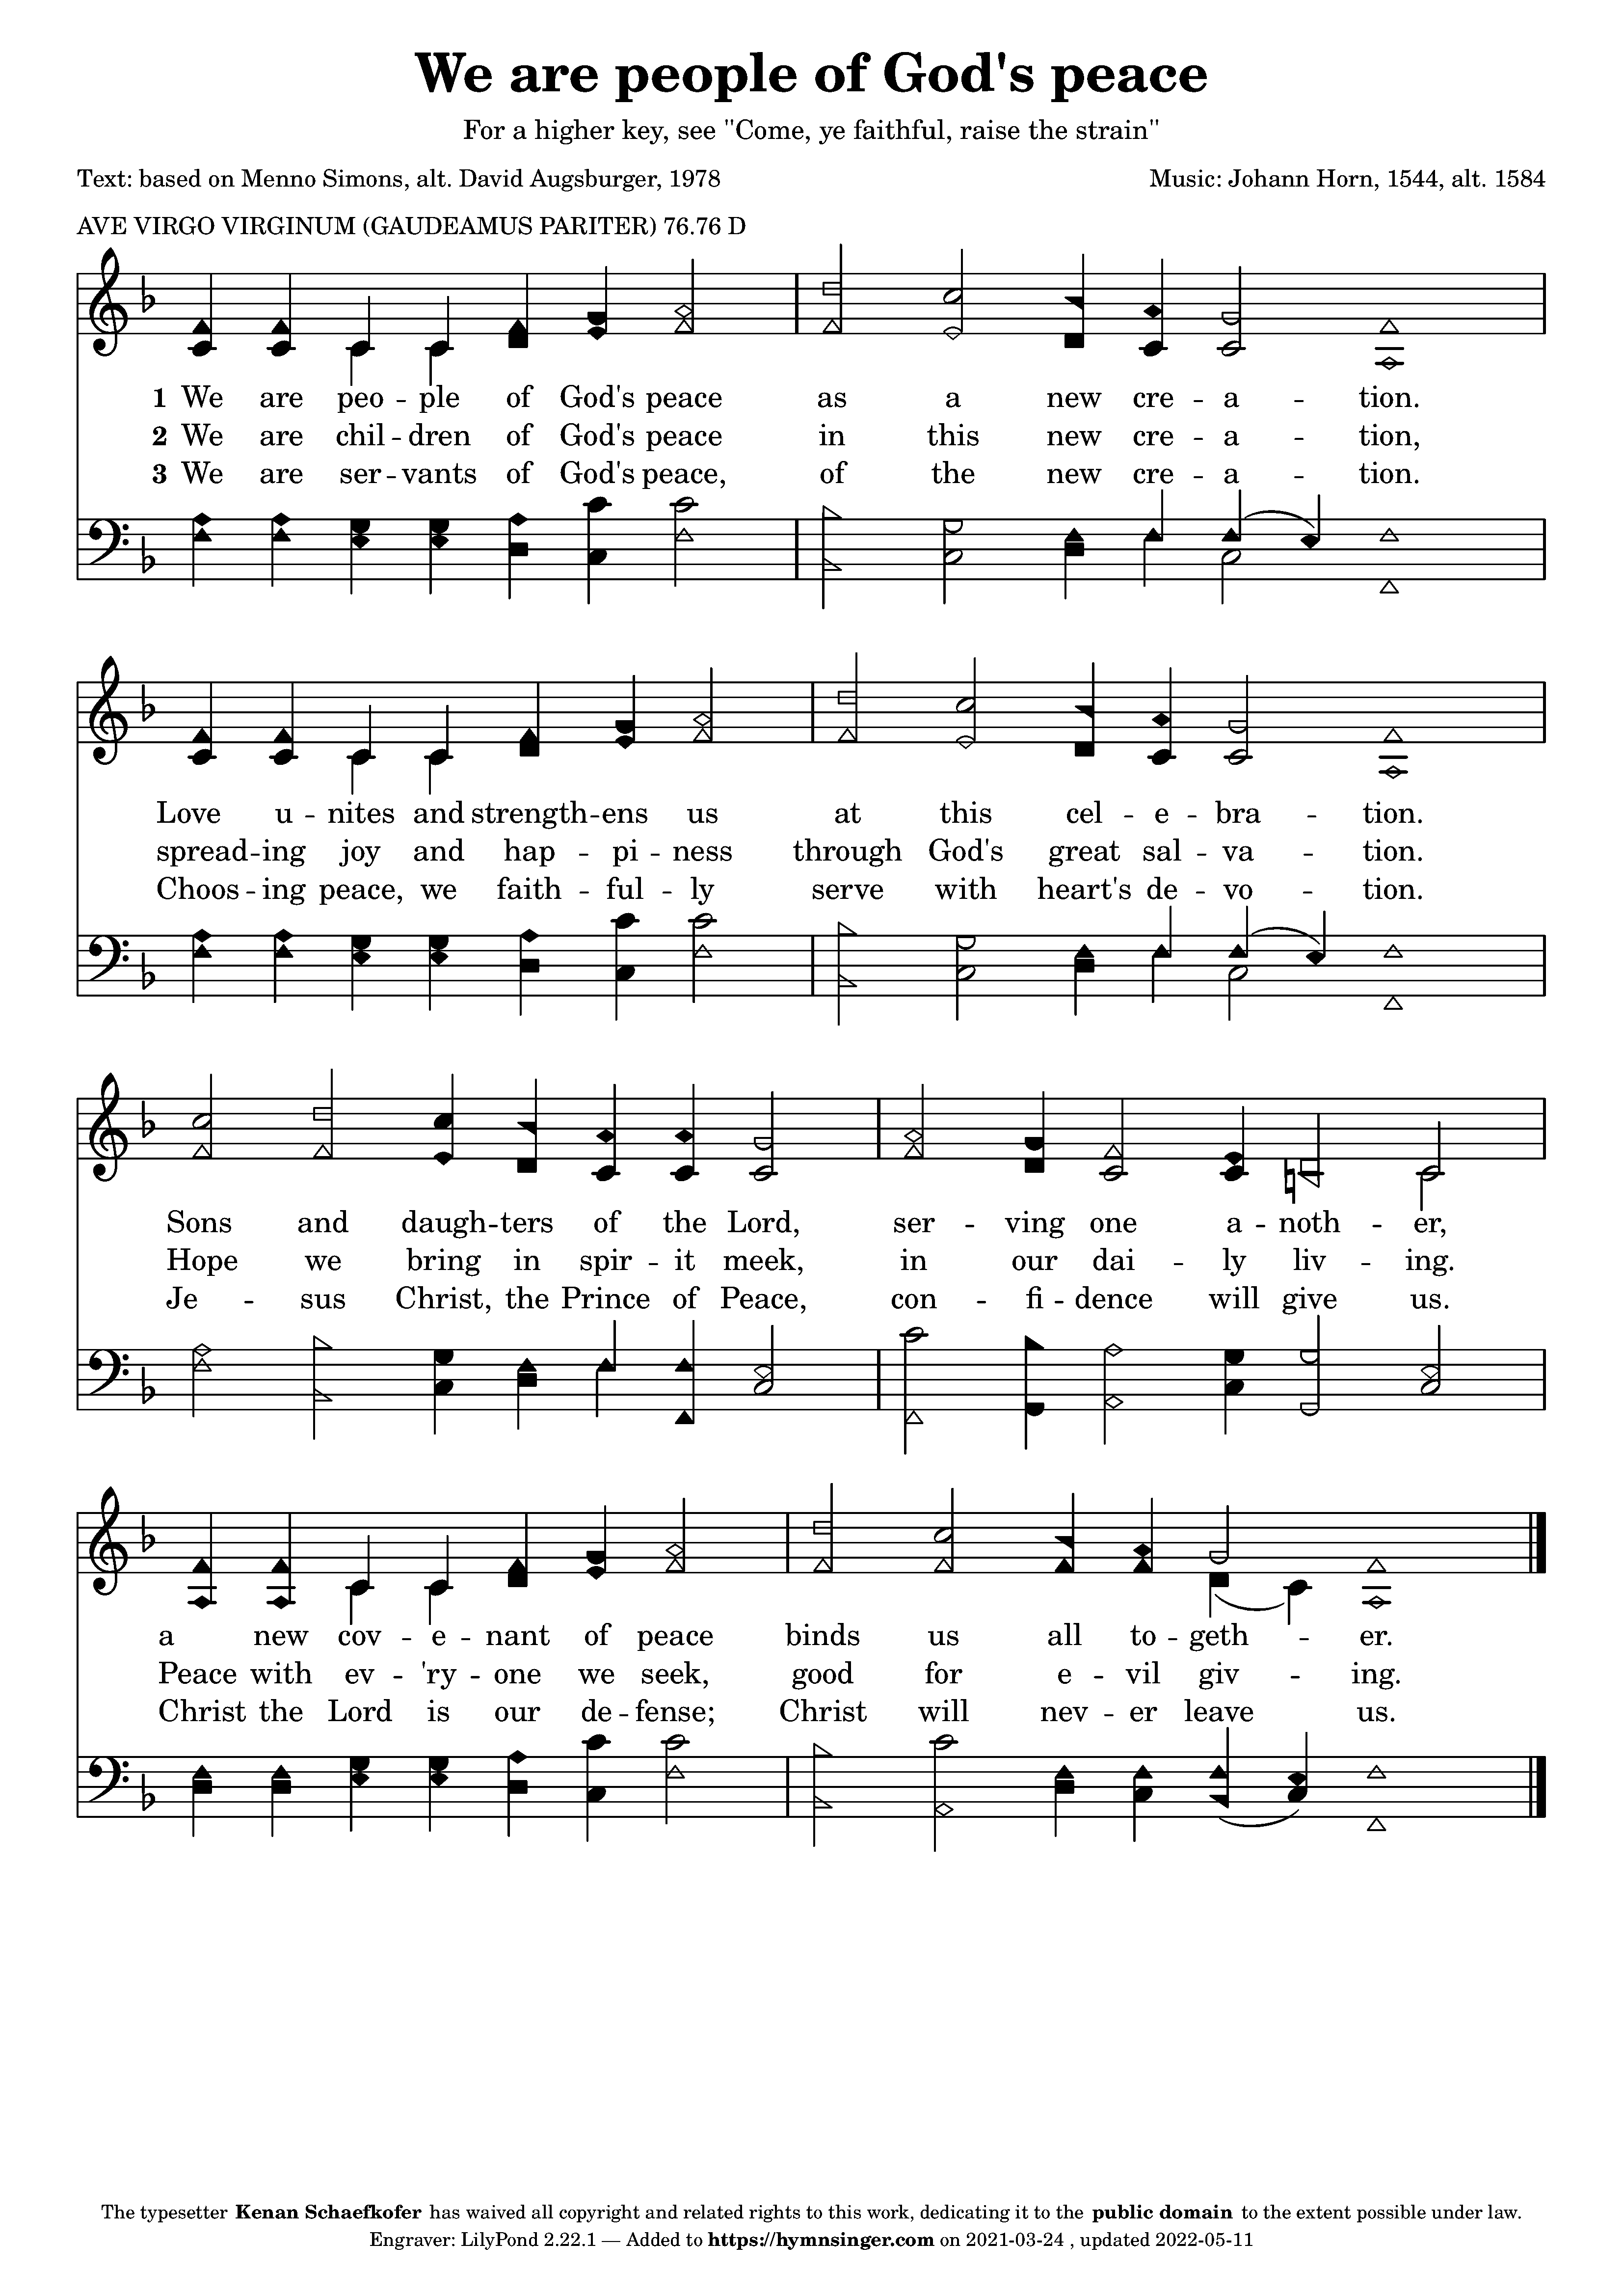 We are people of God's peace
For a higher key, see "Come, ye faithful, raise the strain"
Text: based on Menno Simons, alt. David Augsburger, 1978 Music: Johann Horn, 1544, alt. 1584
AVE VIRGO VIRGINUM (GAUDEAMUS PARITER) 76.76 D
1 We are peo - ple of God's peace as a new cre - a - tion.
2 We are chil - dren of God's peace in this new cre - a - tion,
3 We are ser - vants of God's peace, of the new cre - a - tion.
Love u - nites and strength - ens us at this cel - e - bra - tion.
spread - ing joy and hap - pi - ness through God's great sal - va - tion.
Choos - ing peace, we faith - ful - ly serve with heart's de - vo - tion.
Sons and daugh - ters of the Lord, ser - ving one a - noth - er,
Hope we bring in spir - it meek, in our dai - ly liv - ing.
Je - sus Christ, the Prince of Peace, con - fi - dence will give us.
a new cov - e - nant of peace binds us all to - geth - er.
Peace with ev - 'ry - one we seek, good for e - vil giv - ing.
Christ the Lord is our de - fense; Christ will nev - er leave us.
The typesetter Kenan Schaefkofer has waived all copyright and related rights to this work, dedicating it to the public domain to the extent possible under law.
Engraver: LilyPond 2.22.1 — Added to https://hymnsinger.com on 2021-03-24 , updated 2022-05-11